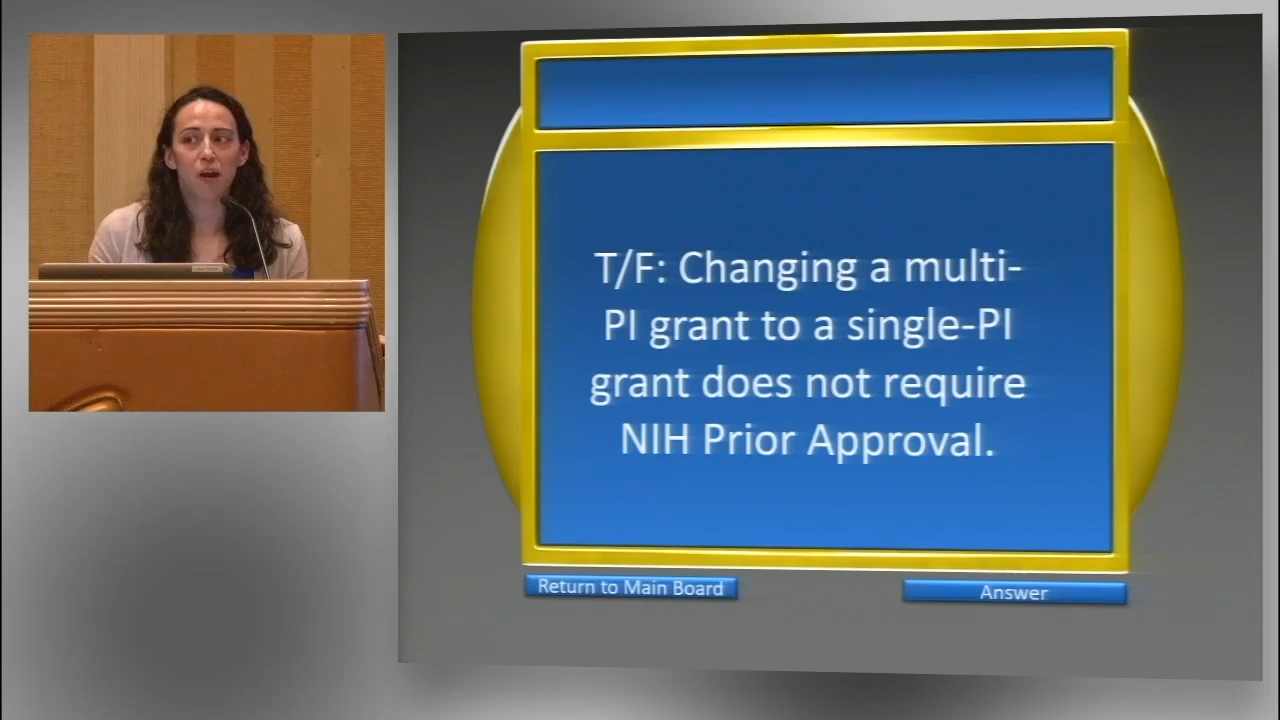 T/F: Changing a multi-
PI grant to a single-PI
grant does not require
NIH Prior Approval.
Return to Main Board
Answer